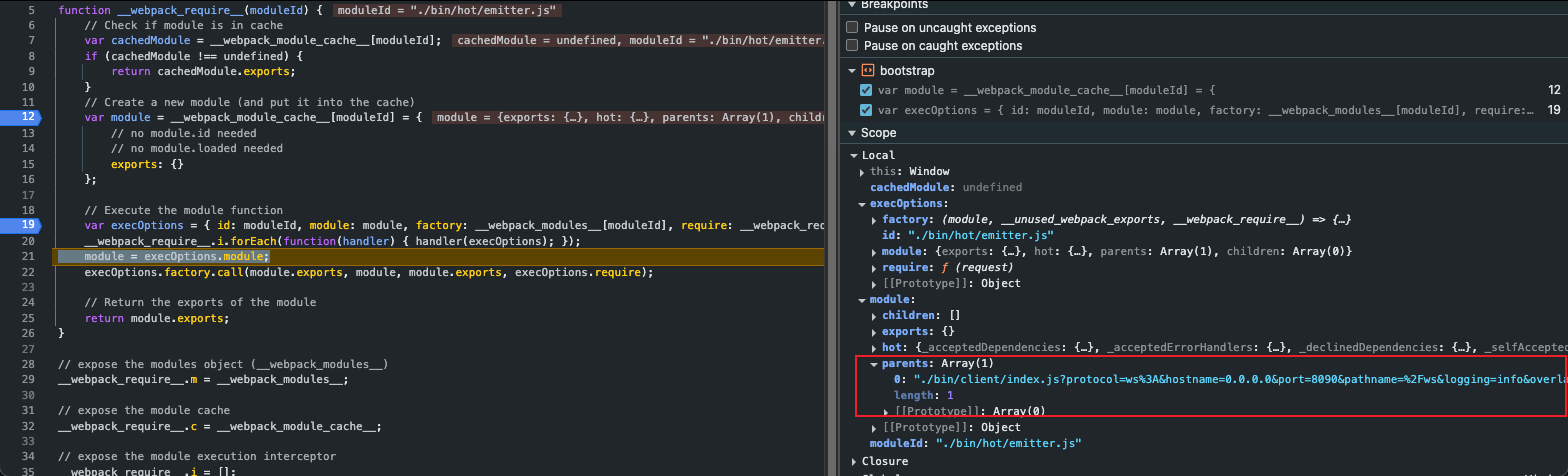 5 function __webpack_require__(moduleId) { moduleId = "./bin/hot/emitter.js"
6 // Check if module is in cache
7 var cachedModule = __webpack_module_cache__[moduleId]; cachedModule = undefined, moduleId = "./bin/hot/emitter.
8 if (cachedModule !== undefined) {
9 return cachedModule.exports;
10 }
11 // Create a new module (and put it into the cache)
12 var module = __webpack_module_cache__[moduleId] = { module = {exports: {…}, hot: {…}, parents: Array(1), childr
13 // no module.id needed
14 // no module.loaded needed
15 exports: {}
16 };
17
18 // Execute the module function
19 var execOptions = { id: moduleId, module: module, factory: __webpack_modules__[moduleId], require: __webpack_req
20 __webpack_require__.i.forEach(function(handler) { handler(execOptions); });
21 module = execOptions.module;
22 execOptions.factory.call(module.exports, module, module.exports, execOptions.require);
23
24 // Return the exports of the module
25 return module.exports;
26 }
27
28 // expose the modules object (__webpack_modules__)
29 __webpack_require__.m = __webpack_modules__;
30
31 // expose the module cache
32 __webpack_require__.c = __webpack_module_cache__;
33
34 // expose the module execution interceptor
35 __webpack_require__.i = [];
Breakpoints
Pause on uncaught exceptions
Pause on caught exceptions
bootstrap
var module = __webpack_module_cache__[moduleId] = { 12
var execOptions = { id: moduleId, module: module, factory: __webpack_modules__[moduleId], require:… 19
Scope
Local
this: Window
cachedModule: undefined
execOptions:
factory: (module, __unused_webpack_exports, __webpack_require__) => {…}
id: "./bin/hot/emitter.js"
module: {exports: {…}, hot: {…}, parents: Array(1), children: Array(0)}
require: ƒ (request)
[[Prototype]]: Object
module:
children: []
exports: {}
hot: {_acceptedDependencies: {…}, _acceptedErrorHandlers: {…}, _declinedDependencies: {…}, _selfAccepted
parents: Array(1)
0: "./bin/client/index.js?protocol=ws%3A&hostname=0.0.0.0&port=8090&pathname=%2Fws&logging=info&overla
length: 1
[[Prototype]]: Array(0)
[[Prototype]]: Object
moduleId: "./bin/hot/emitter.js"
Closure